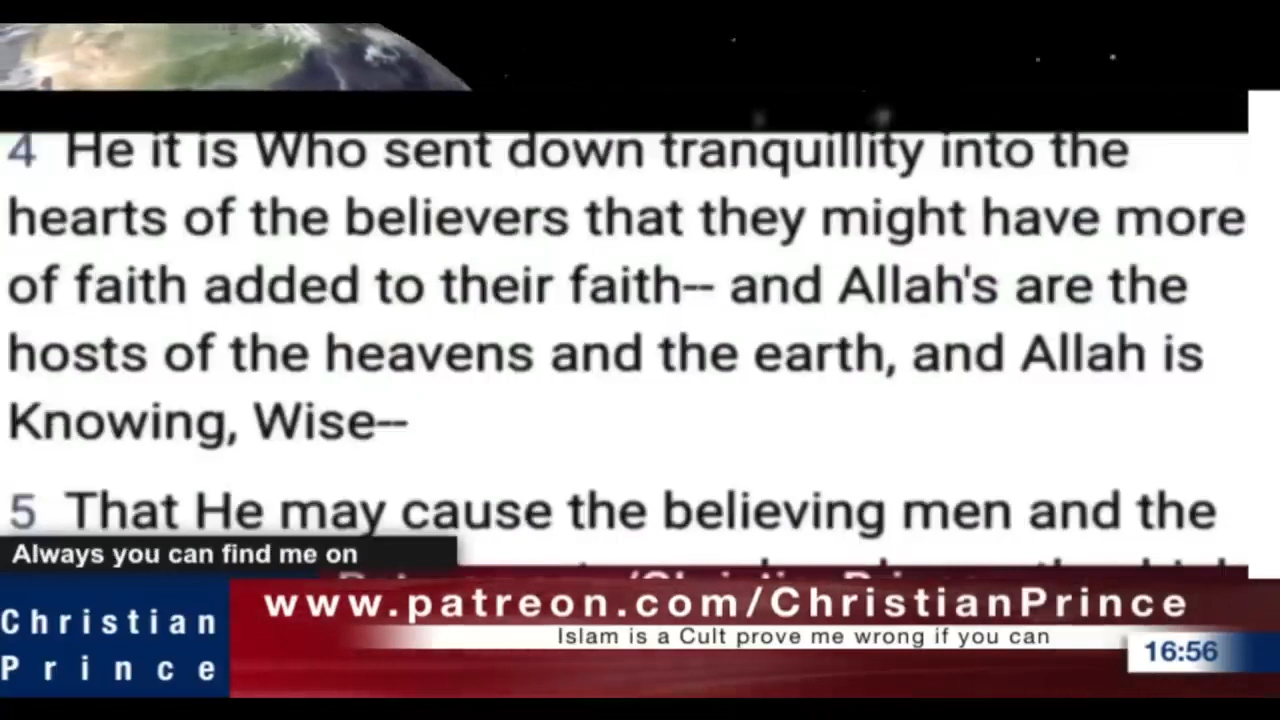 4 He it is Who sent down tranquillity into the
hearts of the believers that they might have more
of faith added to their faith-- and Allah's are the
hosts of the heavens and the earth, and Allah is
Knowing, Wise--
5 That He may cause the believing men and the
Always you can find me on
www.patreon.com/ChristianPrince
Islam is a Cult prove me wrong if you can
Christian
Prince
16:56